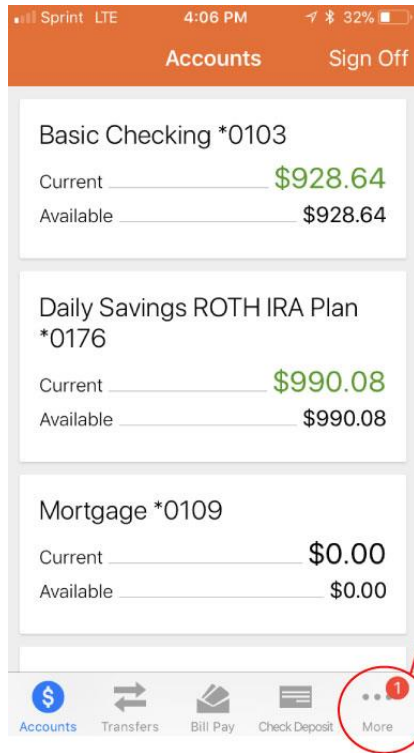 Sprint LTE 4:06 PM 32%
Accounts Sign Off
Basic Checking *0103
Current $928.64
Available $928.64
Daily Savings ROTH IRA Plan
*0176
Current $990.08
Available $990.08
Mortgage *0109
Current $0.00
Available $0.00
$ 1
Accounts Transfers Bill Pay Check Deposit More